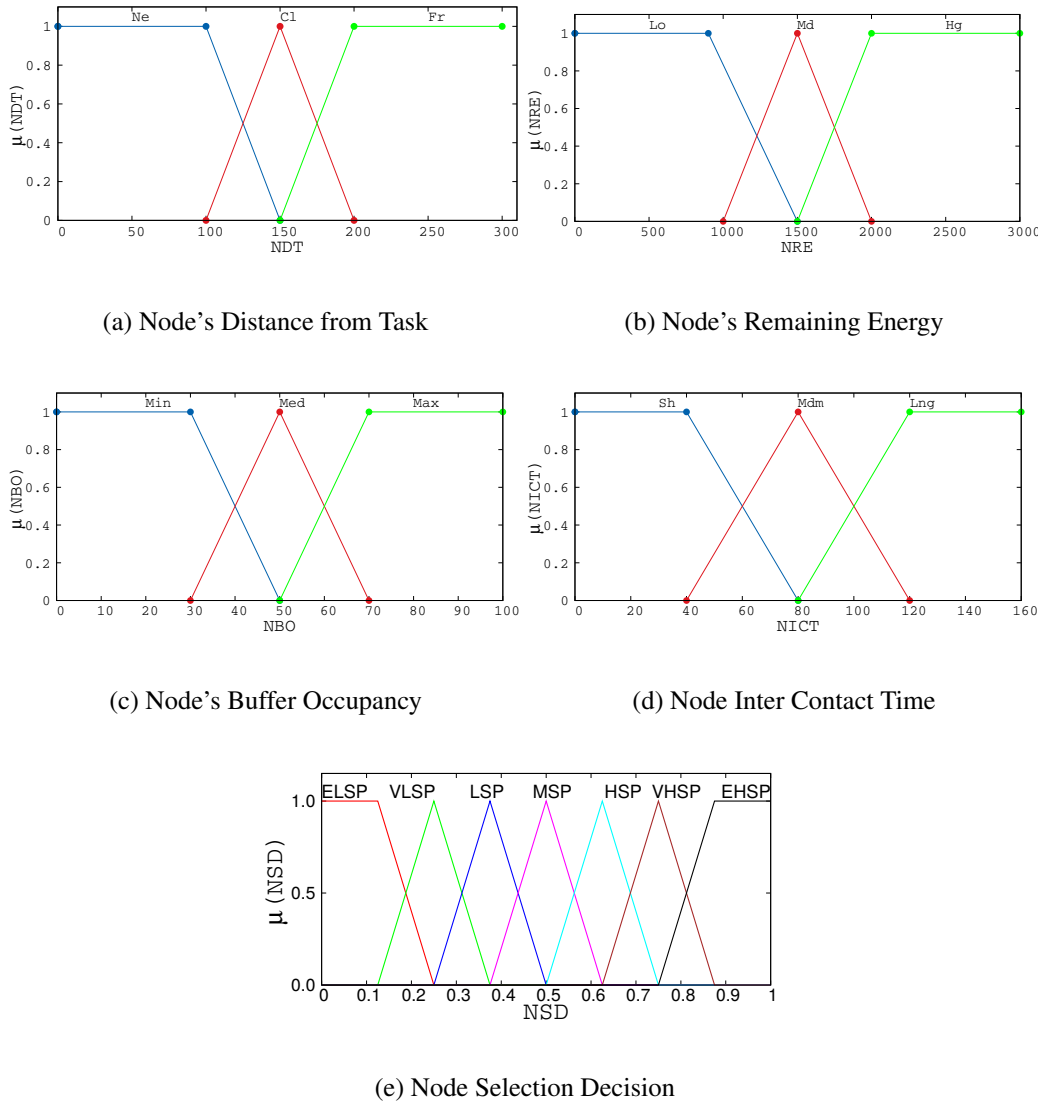 Ne Cl Fr
1
0.8
0.6
0.4
0.2
0
μ(NDT)
0 50 100 150 200 250 300
NDT
(a) Node's Distance from Task
Lo Md Hg
1
0.8
0.6
0.4
0.2
0
μ(NRE)
0 500 1000 1500 2000 2500 3000
NRE
(b) Node's Remaining Energy
Min Med Max
1
0.8
0.6
0.4
0.2
0
μ(NBO)
0 10 20 30 40 50 60 70 80 90 100
NBO
(c) Node's Buffer Occupancy
Sh Mdm Lng
1
0.8
0.6
0.4
0.2
0
μ(NICT)
0 20 40 60 80 100 120 140 160
NICT
(d) Node Inter Contact Time
ELSP VLSP LSP MSP HSP VHSP EHSP
1.0
0.5
0.0
μ(NSD)
0 0.1 0.2 0.3 0.4 0.5 0.6 0.7 0.8 0.9 1
NSD
(e) Node Selection Decision